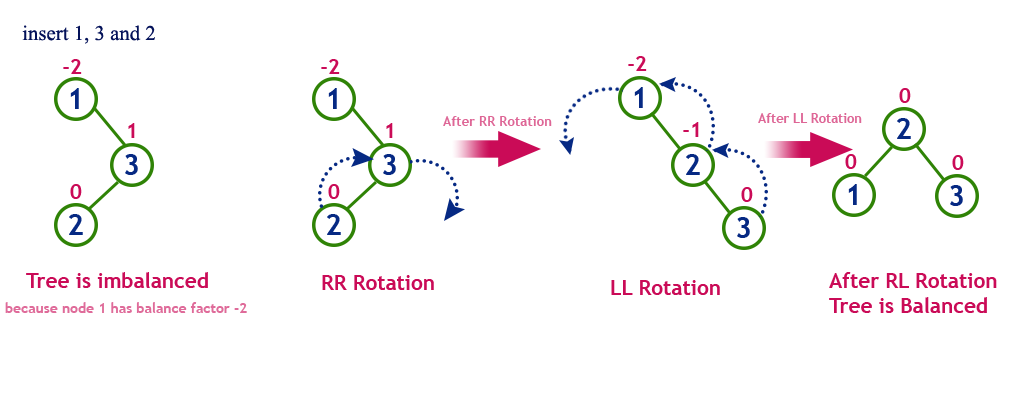 insert 1, 3 and 2
-2
1
1
3
0
2
Tree is imbalanced
because node 1 has balance factor -2
-2
1
1
3
0
2
RR Rotation
After RR Rotation
-2
1
-1
2
0
3
LL Rotation
After LL Rotation
0
2
0
1
0
3
After RL Rotation
Tree is Balanced